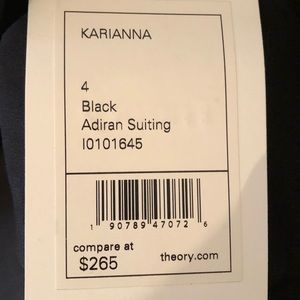 KARIANNA
4
Black
Adiran Suiting
I0101645
1 90789 47072 6
compare at
$265
theory.com